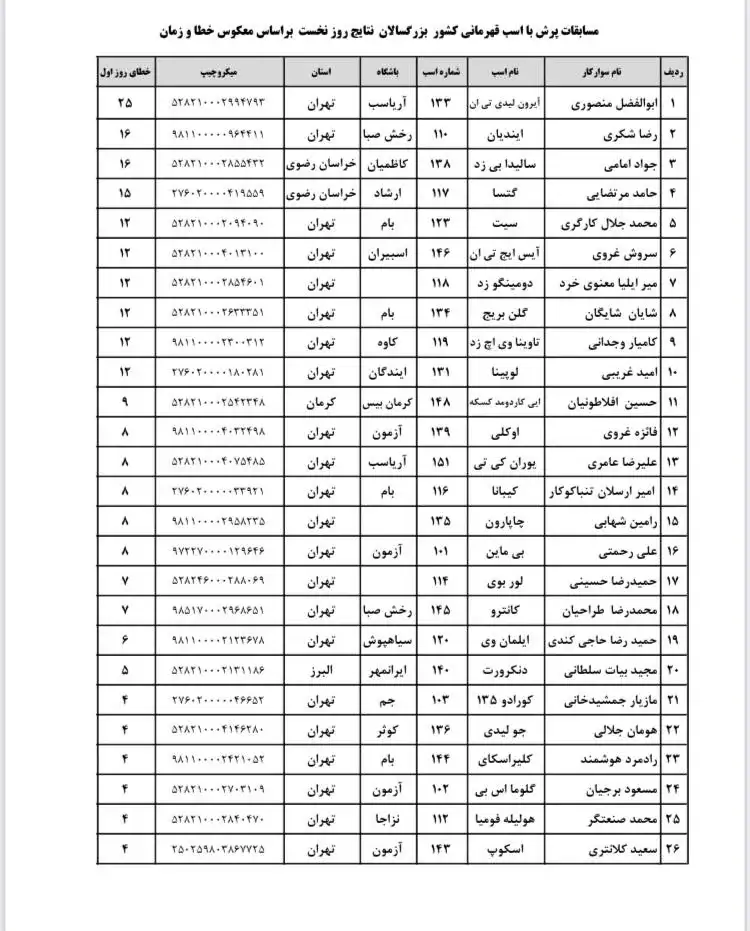 مسابقات پرش با اسب قهرمانی کشور بزرگسالان نتایج روز نخست براساس معکوس خطا و زمان
ردیف نام سوارکار نام اسب شماره اسب باشگاه استان میکروچیپ خطای روز اول
۱ ابوالفضل منصوری آیرون لیدی تی ان ۱۳۳ آریاسب تهران ۵۲۸۲۱۰۰۰۲۹۹۴۷۹۳ ۲۵
۲ رضا شکری ایندیان ۱۱۰ رخش صبا تهران ۹۸۱۱۰۰۰۰۰۹۶۴۴۱۱ ۱۶
۳ جواد امامی سالیدا بی زد ۱۳۸ کاظمیان خراسان رضوی ۵۲۸۲۱۰۰۰۲۸۵۵۴۳۲ ۱۶
۴ حامد مرتضایی گتسا ۱۱۷ ارشاد خراسان رضوی ۲۷۶۰۲۰۰۰۰۴۱۹۵۵۹ ۱۵
۵ محمد جلال کارگری سیت ۱۲۳ بام تهران ۵۲۸۲۱۰۰۰۲۰۹۴۰۹۰ ۱۲
۶ سروش غروی آیس ایج تی ان ۱۴۶ اسبیران تهران ۵۲۸۲۱۰۰۰۴۰۱۳۱۰۰ ۱۲
۷ میر ایلیا معنوی خرد دومینگو زد ۱۱۸ تهران ۵۲۸۲۱۰۰۰۲۸۵۴۶۰۱ ۱۲
۸ شایان شایگان گلن بریج ۱۳۴ بام تهران ۵۲۸۲۱۰۰۰۲۶۳۳۳۵۱ ۱۲
۹ کامیار وجدانی تاوینا وی اچ زد ۱۱۹ کاوه تهران ۹۸۱۱۰۰۰۰۲۳۰۰۳۱۲ ۱۲
۱۰ امید غریبی لوپینا ۱۳۱ ایندگان تهران ۲۷۶۰۲۰۰۰۰۱۸۰۲۸۱ ۱۲
۱۱ حسین افلاطونیان ایی کاردومد کسکه ۱۴۸ کرمان بیس کرمان ۵۲۸۲۱۰۰۰۲۵۴۲۳۴۸ ۹
۱۲ فائزه غروی اوکلی ۱۳۹ آزمون تهران ۹۸۱۱۰۰۰۰۴۰۳۲۴۹۸ ۸
۱۳ علیرضا عامری یوران کی تی ۱۵۱ آریاسب تهران ۵۲۸۲۱۰۰۰۴۰۷۵۴۸۵ ۸
۱۴ امیر ارسلان تنباکوکار کیبانا ۱۱۶ بام تهران ۲۷۶۰۲۰۰۰۰۰۳۳۹۲۱ ۸
۱۵ رامین شهابی چاپارون ۱۳۵ تهران ۹۸۱۱۰۰۰۰۲۹۵۸۲۳۵ ۸
۱۶ علی رحمتی بی ماین ۱۰۱ آزمون تهران ۹۷۲۲۷۰۰۰۰۱۲۹۶۴۶ ۸
۱۷ حمیدرضا حسینی لور بوی ۱۱۴ تهران ۵۲۸۲۴۶۰۰۰۲۸۸۰۶۹ ۷
۱۸ محمدرضا طراحیان کانترو ۱۴۵ رخش صبا تهران ۹۸۵۱۷۰۰۰۲۹۶۸۶۵۱ ۷
۱۹ حمید رضا حاجی کندی ایلمان وی ۱۲۰ سیاهپوش تهران ۹۸۱۱۰۰۰۰۲۱۲۳۶۷۸ ۶
۲۰ مجید بیات سلطانی دنکرورت ۱۴۰ ایرانمهر البرز ۵۲۸۲۱۰۰۰۲۱۳۱۱۸۶ ۵
۲۱ مازیار جمشیدخانی کورادو ۱۳۵ ۱۰۳ جم تهران ۲۷۶۰۲۰۰۰۰۰۴۶۶۵۲ ۴
۲۲ هومان جلالی جو لیدی ۱۳۶ کوثر تهران ۵۲۸۲۱۰۰۰۴۱۴۶۲۸۰ ۴
۲۳ رادمرد هوشمند کلیراسکای ۱۴۴ بام تهران ۹۸۱۱۰۰۰۰۲۴۲۱۰۵۲ ۴
۲۴ مسعود برجیان گلوما اس بی ۱۰۲ آزمون تهران ۵۲۸۲۱۰۰۰۲۷۰۳۱۰۹ ۴
۲۵ محمد صنعتگر هولیله فومیا ۱۱۲ نزاجا تهران ۵۲۸۲۱۰۰۰۲۸۴۰۴۷۰ ۴
۲۶ سعید کلانتری اسکوپ ۱۴۳ آزمون تهران ۲۵۰۲۵۹۸۰۳۸۶۷۷۲۵ ۴